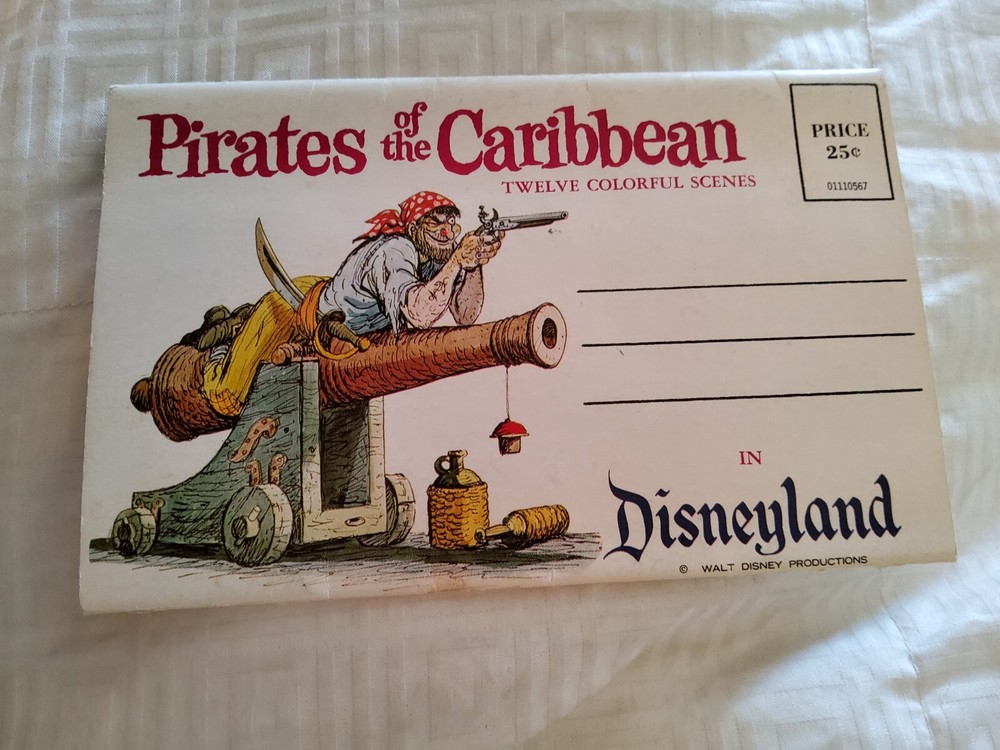 Pirates of the Caribbean
TWELVE COLORFUL SCENES
PRICE
25¢
01110567
IN
Disneyland
© WALT DISNEY PRODUCTIONS